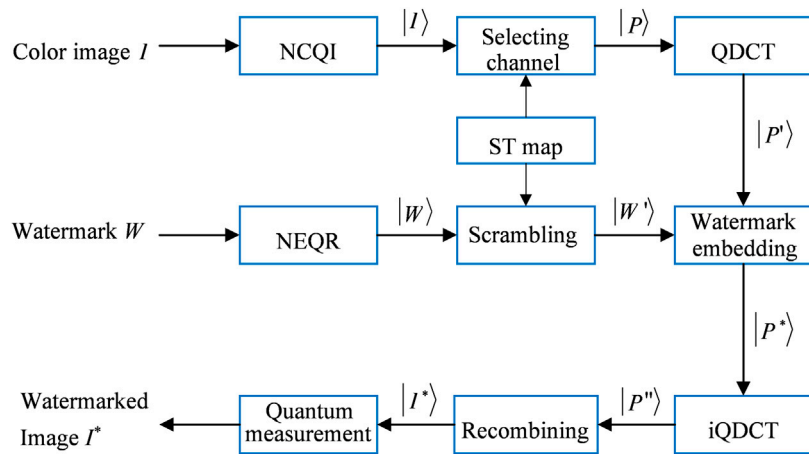 Color image I
NCQI
|I⟩
Selecting
channel
|P⟩
QDCT
ST map
|P'⟩
Watermark W
NEQR
|W⟩
Scrambling
|W'⟩
Watermark
embedding
|P*⟩
Watermarked
Image I*
Quantum
measurement
|I*⟩
Recombining
|P"⟩
iQDCT